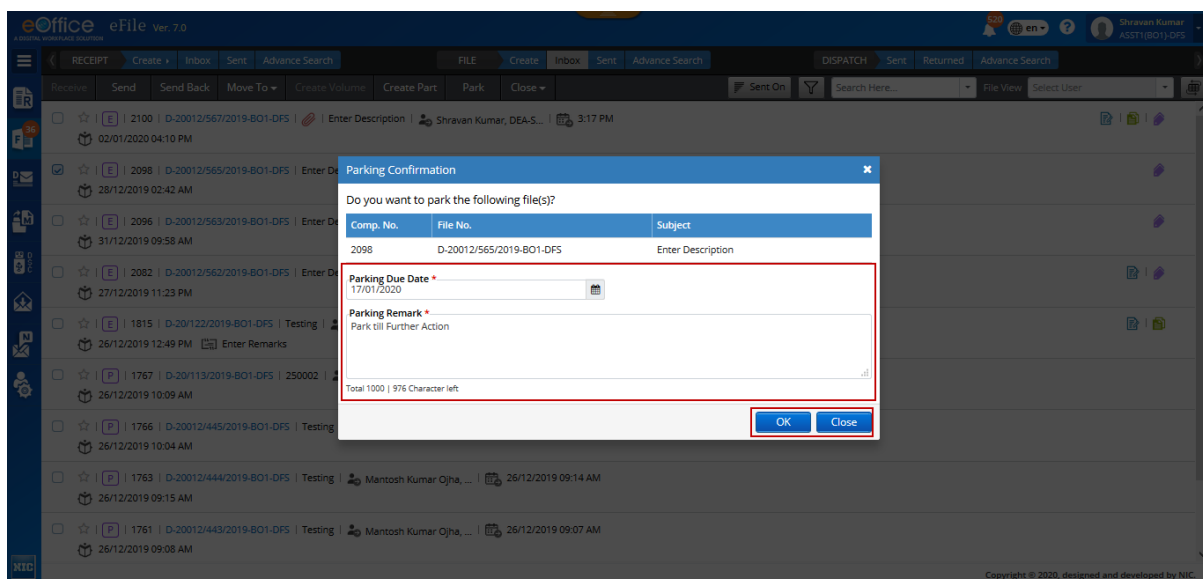 eOffice eFile Ver. 7.0
A DIGITAL WORKPLACE SOLUTION
520 en ? Shravan Kumar
ASST1(BO1)-DFS
RECEIPT Create Inbox Sent Advance Search FILE Create Inbox Sent Advance Search DISPATCH Sent Returned Advance Search
Receive Send Send Back Move To Create Volume Create Part Park Close Sent On Search Here... File View Select User
E | 2100 | D-20012/567/2019-BO1-DFS | | Enter Description | Shravan Kumar, DEA-S... | 3:17 PM
02/01/2020 04:10 PM
36
E | 2098 | D-20012/565/2019-BO1-DFS | Enter De
28/12/2019 02:42 AM
E | 2096 | D-20012/563/2019-BO1-DFS | Enter De
31/12/2019 09:58 AM
E | 2082 | D-20012/562/2019-BO1-DFS | Enter De
27/12/2019 11:23 PM
E | 1815 | D-20/122/2019-BO1-DFS | Testing |
26/12/2019 12:49 PM Enter Remarks
P | 1767 | D-20/113/2019-BO1-DFS | 250002 |
26/12/2019 10:09 AM
P | 1766 | D-20012/445/2019-BO1-DFS | Testing
26/12/2019 10:04 AM
P | 1763 | D-20012/444/2019-BO1-DFS | Testing | Mantosh Kumar Ojha, ... | 26/12/2019 09:14 AM
26/12/2019 09:15 AM
P | 1761 | D-20012/443/2019-BO1-DFS | Testing | Mantosh Kumar Ojha, ... | 26/12/2019 09:07 AM
26/12/2019 09:08 AM
Parking Confirmation
Do you want to park the following file(s)?
Comp. No. File No. Subject
2098 D-20012/565/2019-BO1-DFS Enter Description
Parking Due Date *
17/01/2020
Parking Remark *
Park till Further Action
Total 1000 | 976 Character left
OK Close
NIC
Copyright © 2020, designed and developed by NIC.